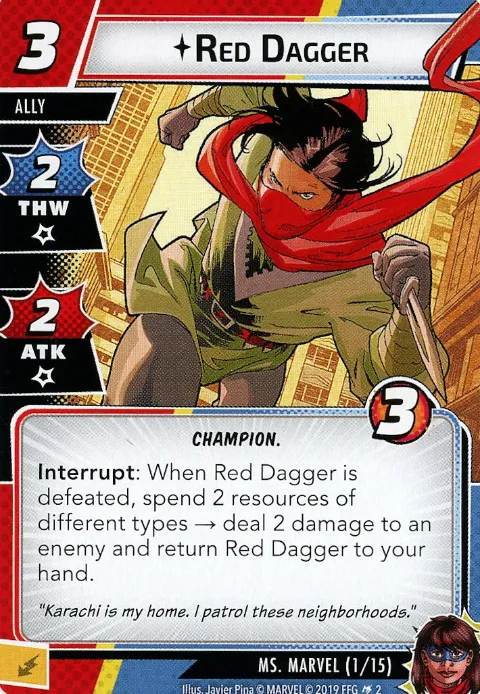 3
RED DAGGER
ALLY
2
THW
2
ATK
3
CHAMPION.
Interrupt: When Red Dagger is
defeated, spend 2 resources of
different types → deal 2 damage to an
enemy and return Red Dagger to your
hand.
"Karachi is my home. I patrol these neighborhoods."
MS. MARVEL (1/15)
Illus. Javier Pina © MARVEL © 2019 FFG 2